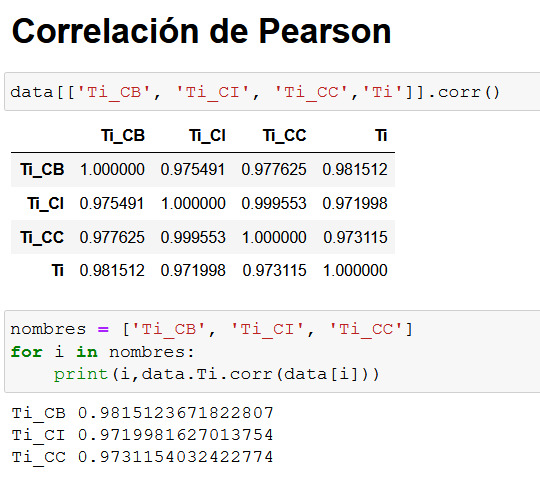 Correlación de Pearson
data[['Ti_CB', 'Ti_CI', 'Ti_CC','Ti']].corr()
Ti_CB Ti_CI Ti_CC Ti
Ti_CB 1.000000 0.975491 0.977625 0.981512
Ti_CI 0.975491 1.000000 0.999553 0.971998
Ti_CC 0.977625 0.999553 1.000000 0.973115
Ti 0.981512 0.971998 0.973115 1.000000
nombres = ['Ti_CB', 'Ti_CI', 'Ti_CC']
for i in nombres:
    print(i,data.Ti.corr(data[i]))
Ti_CB 0.9815123671822807
Ti_CI 0.9719981627013754
Ti_CC 0.9731154032422774